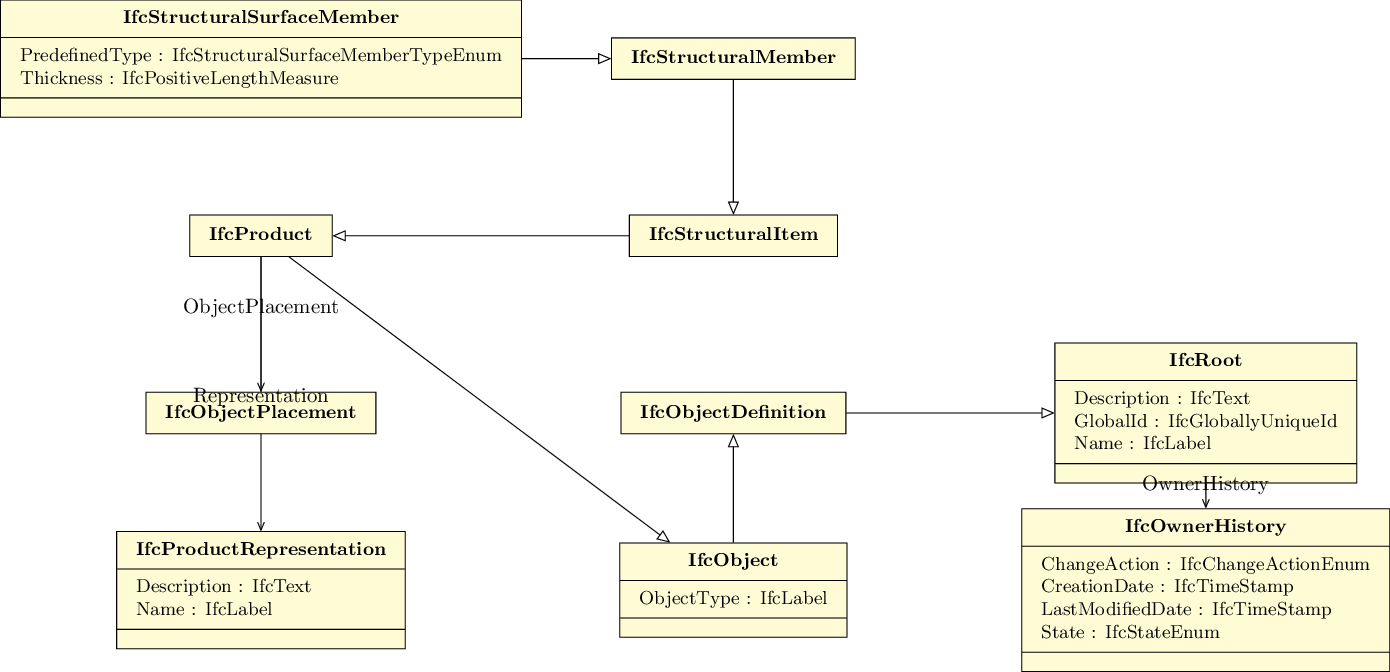 IfcStructuralSurfaceMember
PredefinedType : IfcStructuralSurfaceMemberTypeEnum
Thickness : IfcPositiveLengthMeasure
IfcStructuralMember
IfcProduct
IfcStructuralItem
ObjectPlacement
Representation
IfcObjectPlacement
IfcObjectDefinition
IfcRoot
Description : IfcText
GlobalId : IfcGloballyUniqueId
Name : IfcLabel
OwnerHistory
IfcProductRepresentation
Description : IfcText
Name : IfcLabel
IfcObject
ObjectType : IfcLabel
IfcOwnerHistory
ChangeAction : IfcChangeActionEnum
CreationDate : IfcTimeStamp
LastModifiedDate : IfcTimeStamp
State : IfcStateEnum